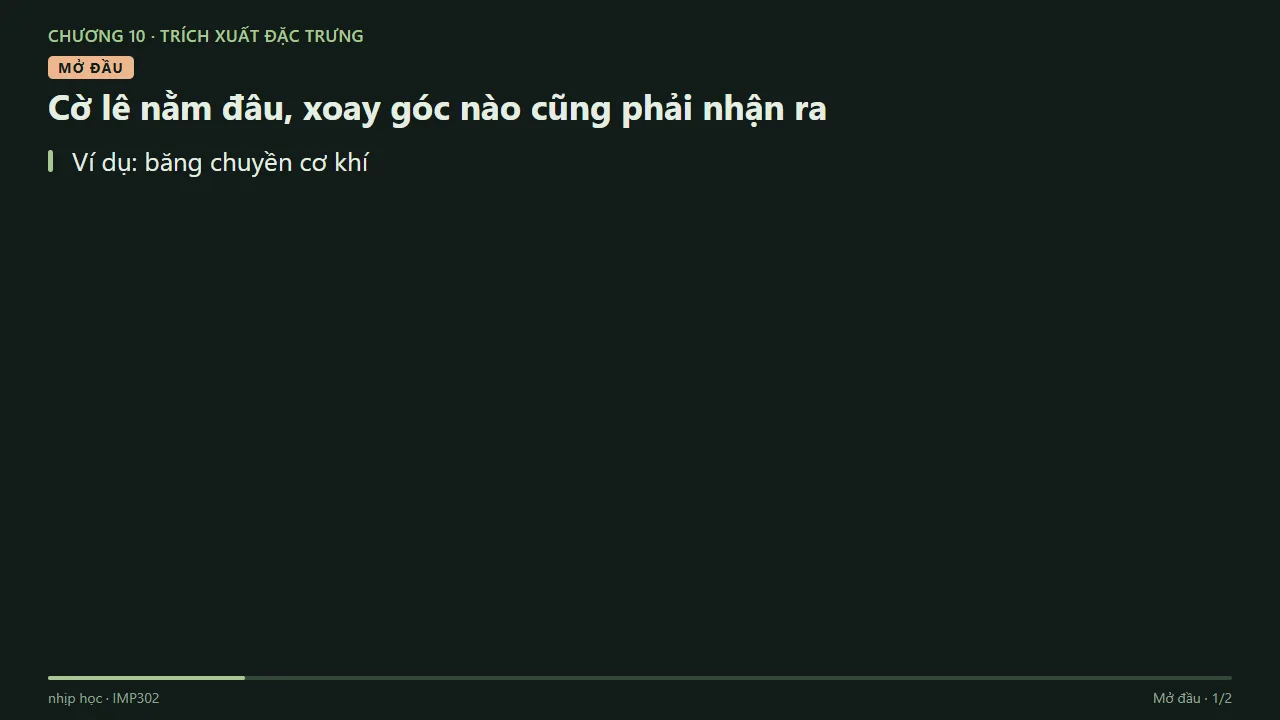 CHƯƠNG 10 · TRÍCH XUẤT ĐẶC TRƯNG
MỞ ĐẦU
Cờ lê nằm đâu, xoay góc nào cũng phải nhận ra
Ví dụ: băng chuyền cơ khí
nhịp học · IMP302
Mở đầu · 1/2